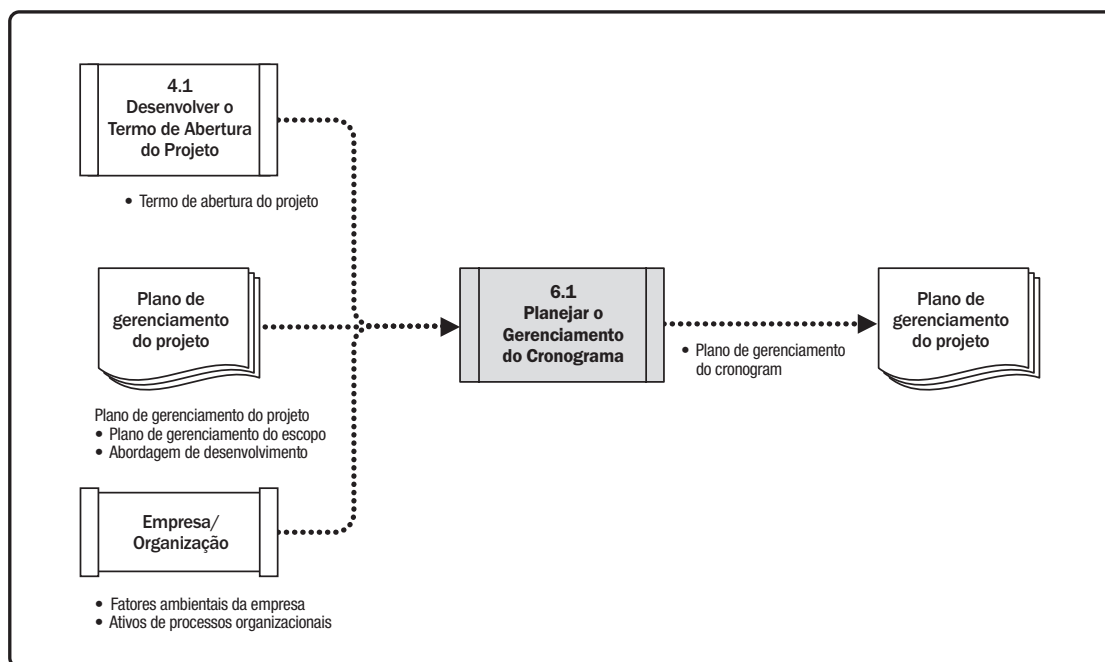 4.1
Desenvolver o
Termo de Abertura
do Projeto
• Termo de abertura do projeto
Plano de
gerenciamento
do projeto
Plano de gerenciamento do projeto
• Plano de gerenciamento do escopo
• Abordagem de desenvolvimento
Empresa/
Organização
• Fatores ambientais da empresa
• Ativos de processos organizacionais
6.1
Planejar o
Gerenciamento
do Cronograma
• Plano de gerenciamento
do cronogram
Plano de
gerenciamento
do projeto